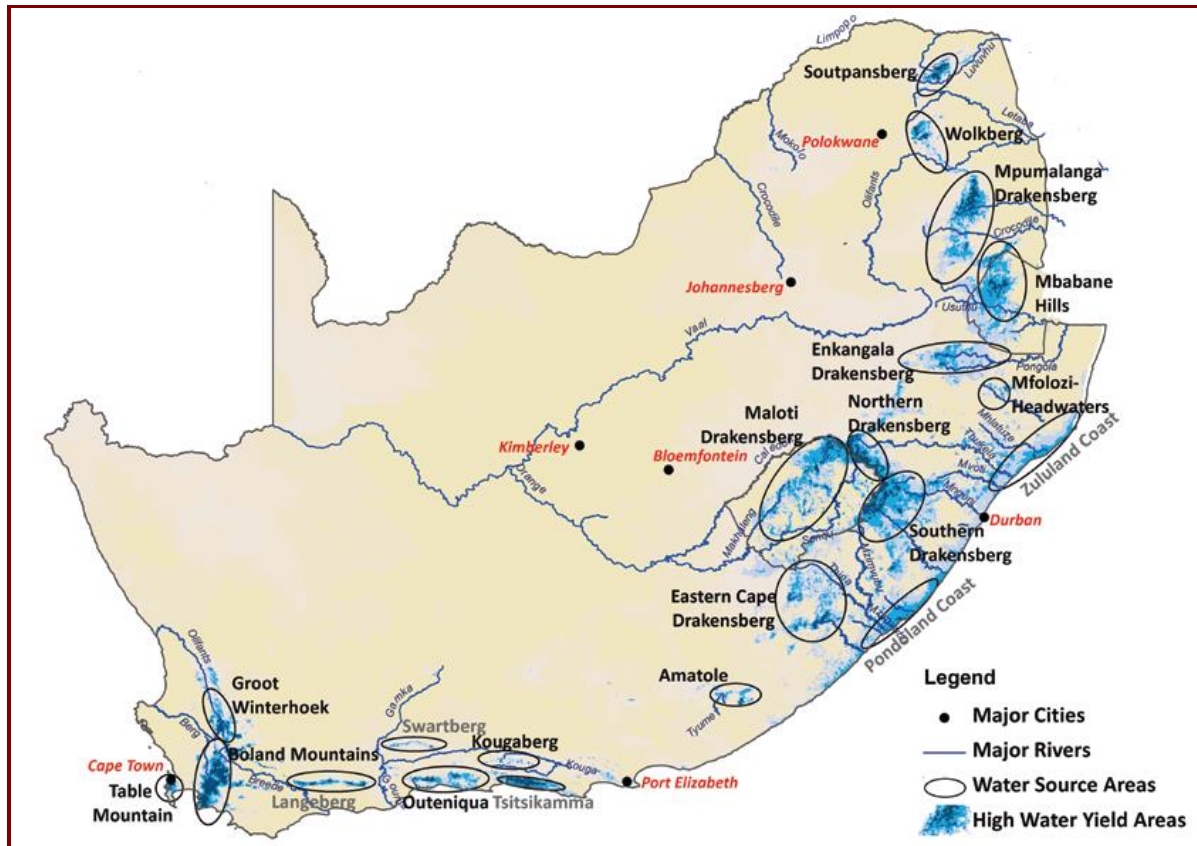 Limpopo
Soutpansberg
Luvuvhu
Letaba
Wolkberg
Polokwane
Mokolo
Mpumalanga
Drakensberg
Crocodile
Olifants
Crocodile
Johannesberg
Mbabane
Hills
Usuthu
Vaal
Enkangala
Drakensberg
Pongola
Mfolozi-
Headwaters
Northern
Drakensberg
Maloti
Drakensberg
Mhlatuze
Thukela
Zululand Coast
Kimberley
Bloemfontein
Caledon
Mvoti
Orange
Mngeni
Durban
Makhaleng
Senqu
Southern
Drakensberg
Mzimvubu
Thina
Eastern Cape
Drakensberg
Pondoland Coast
Olifants
Amatole
Tyume
Groot
Winterhoek
Gamka
Berg
Swartberg
Boland Mountains
Kougaberg
Kouga
Cape Town
Breede
Table
Mountain
Langeberg
Outeniqua
Tsitsikamma
Port Elizabeth
Legend
Major Cities
Major Rivers
Water Source Areas
High Water Yield Areas